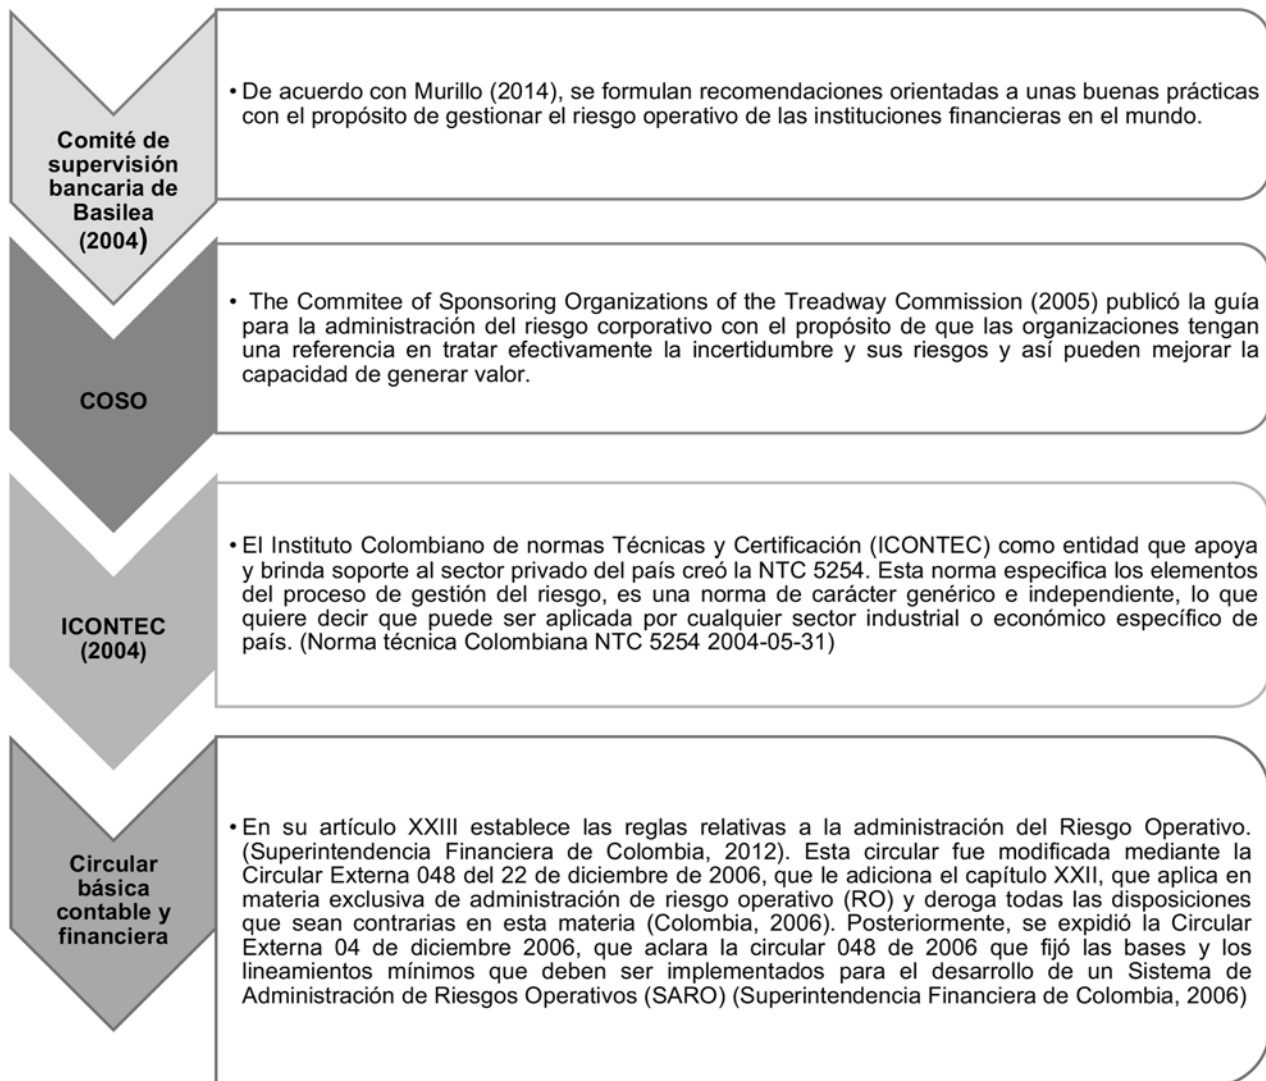 Comité de
supervisión
bancaria de
Basilea
(2004)
• De acuerdo con Murillo (2014), se formulan recomendaciones orientadas a unas buenas prácticas
con el propósito de gestionar el riesgo operativo de las instituciones financieras en el mundo.
COSO
• The Commitee of Sponsoring Organizations of the Treadway Commission (2005) publicó la guía
para la administración del riesgo corporativo con el propósito de que las organizaciones tengan
una referencia en tratar efectivamente la incertidumbre y sus riesgos y así pueden mejorar la
capacidad de generar valor.
ICONTEC
(2004)
• El Instituto Colombiano de normas Técnicas y Certificación (ICONTEC) como entidad que apoya
y brinda soporte al sector privado del país creó la NTC 5254. Esta norma especifica los elementos
del proceso de gestión del riesgo, es una norma de carácter genérico e independiente, lo que
quiere decir que puede ser aplicada por cualquier sector industrial o económico específico de
país. (Norma técnica Colombiana NTC 5254 2004-05-31)
Circular
básica
contable y
financiera
• En su artículo XXIII establece las reglas relativas a la administración del Riesgo Operativo.
(Superintendencia Financiera de Colombia, 2012). Esta circular fue modificada mediante la
Circular Externa 048 del 22 de diciembre de 2006, que le adiciona el capítulo XXII, que aplica en
materia exclusiva de administración de riesgo operativo (RO) y deroga todas las disposiciones
que sean contrarias en esta materia (Colombia, 2006). Posteriormente, se expidió la Circular
Externa 04 de diciembre 2006, que aclara la circular 048 de 2006 que fijó las bases y los
lineamientos mínimos que deben ser implementados para el desarrollo de un Sistema de
Administración de Riesgos Operativos (SARO) (Superintendencia Financiera de Colombia, 2006)